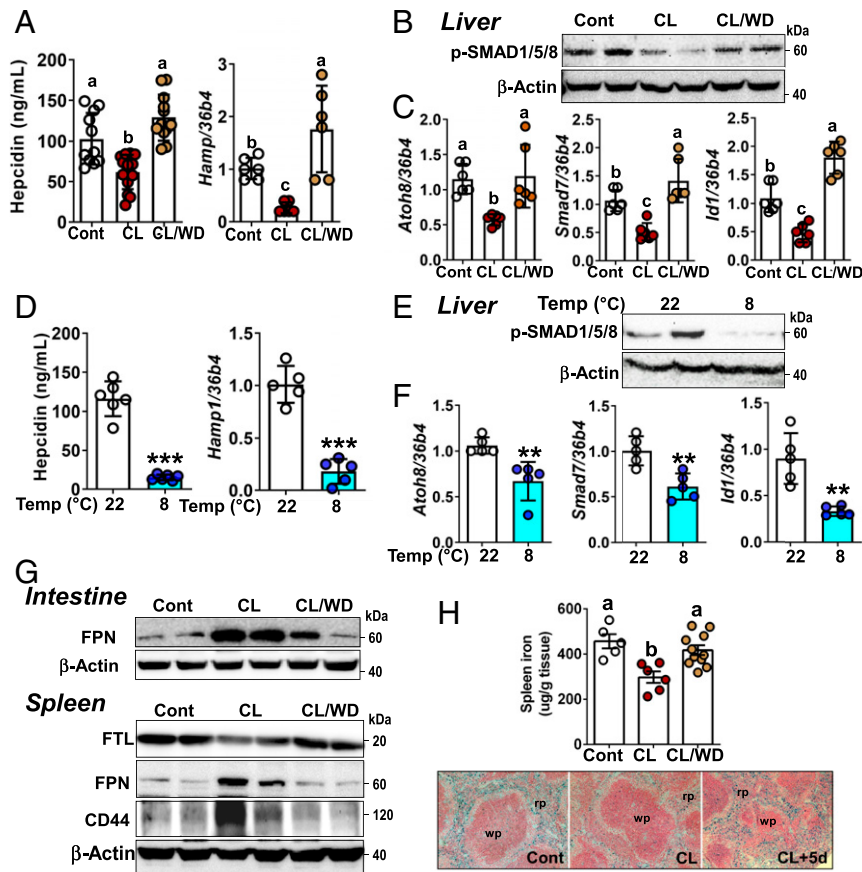 A
Hepcidin (ng/mL)
200
150
100
50
0
a
b
a
Cont
CL
CL/WD
Hamp/36b4
3
2
1
0
b
c
a
Cont
CL
CL/WD
B
Liver
Cont
CL
CL/WD
kDa
p-SMAD1/5/8
60
β-Actin
40
C
Atoh8/36b4
2.0
1.5
1.0
0.5
0.0
a
b
a
Cont
CL
CL/WD
Smad7/36b4
2.5
2.0
1.5
1.0
0.5
0.0
b
c
a
Cont
CL
CL/WD
Id1/36b4
2.5
2.0
1.5
1.0
0.5
0.0
b
c
a
Cont
CL
CL/WD
D
Hepcidin (ng/mL)
200
150
100
50
0
***
Temp (°C)
22
8
Hamp1/36b4
1.5
1.0
0.5
0.0
***
Temp (°C)
22
8
E
Liver
Temp (°C)
22
8
kDa
p-SMAD1/5/8
60
β-Actin
40
F
Atoh8/36b4
1.5
1.0
0.5
0.0
**
Temp (°C)
22
8
Smad7/36b4
1.5
1.0
0.5
0.0
**
22
8
Id1/36b4
1.5
1.0
0.5
0.0
**
22
8
G
Intestine
Cont
CL
CL/WD
kDa
FPN
60
β-Actin
40
Spleen
Cont
CL
CL/WD
kDa
FTL
20
FPN
60
CD44
120
β-Actin
40
H
Spleen iron
(ug/g tissue)
600
400
200
0
a
b
a
Cont
CL
CL/WD
rp
wp
Cont
rp
wp
CL
rp
wp
CL+5d